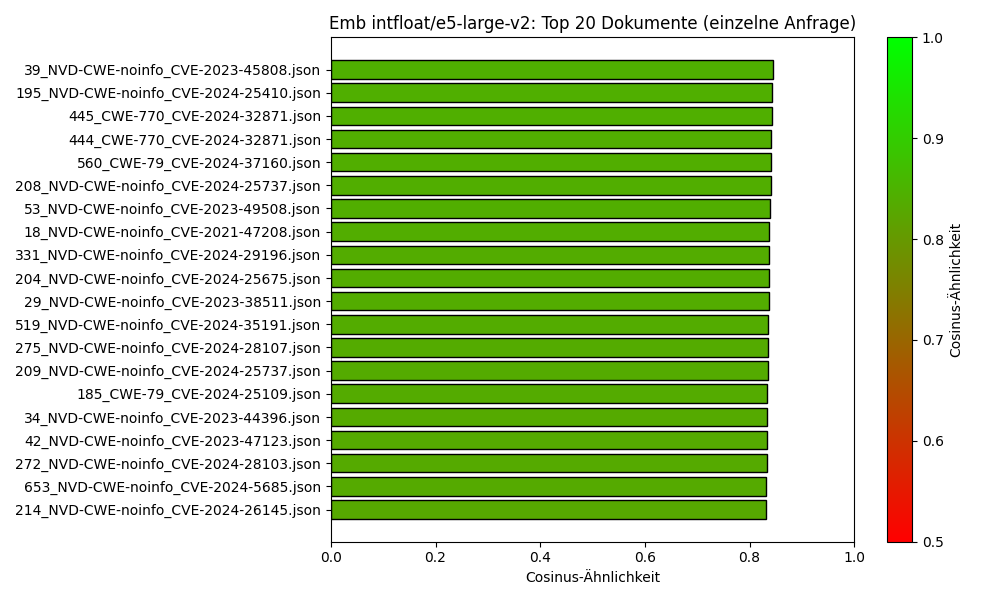 Emb intfloat/e5-large-v2: Top 20 Dokumente (einzelne Anfrage)
39_NVD-CWE-noinfo_CVE-2023-45808.json
195_NVD-CWE-noinfo_CVE-2024-25410.json
445_CWE-770_CVE-2024-32871.json
444_CWE-770_CVE-2024-32871.json
560_CWE-79_CVE-2024-37160.json
208_NVD-CWE-noinfo_CVE-2024-25737.json
53_NVD-CWE-noinfo_CVE-2023-49508.json
18_NVD-CWE-noinfo_CVE-2021-47208.json
331_NVD-CWE-noinfo_CVE-2024-29196.json
204_NVD-CWE-noinfo_CVE-2024-25675.json
29_NVD-CWE-noinfo_CVE-2023-38511.json
519_NVD-CWE-noinfo_CVE-2024-35191.json
275_NVD-CWE-noinfo_CVE-2024-28107.json
209_NVD-CWE-noinfo_CVE-2024-25737.json
185_CWE-79_CVE-2024-25109.json
34_NVD-CWE-noinfo_CVE-2023-44396.json
42_NVD-CWE-noinfo_CVE-2023-47123.json
272_NVD-CWE-noinfo_CVE-2024-28103.json
653_NVD-CWE-noinfo_CVE-2024-5685.json
214_NVD-CWE-noinfo_CVE-2024-26145.json
0.0 0.2 0.4 0.6 0.8 1.0
Cosinus-Ähnlichkeit
1.0
0.9
0.8
0.7
0.6
0.5
Cosinus-Ähnlichkeit